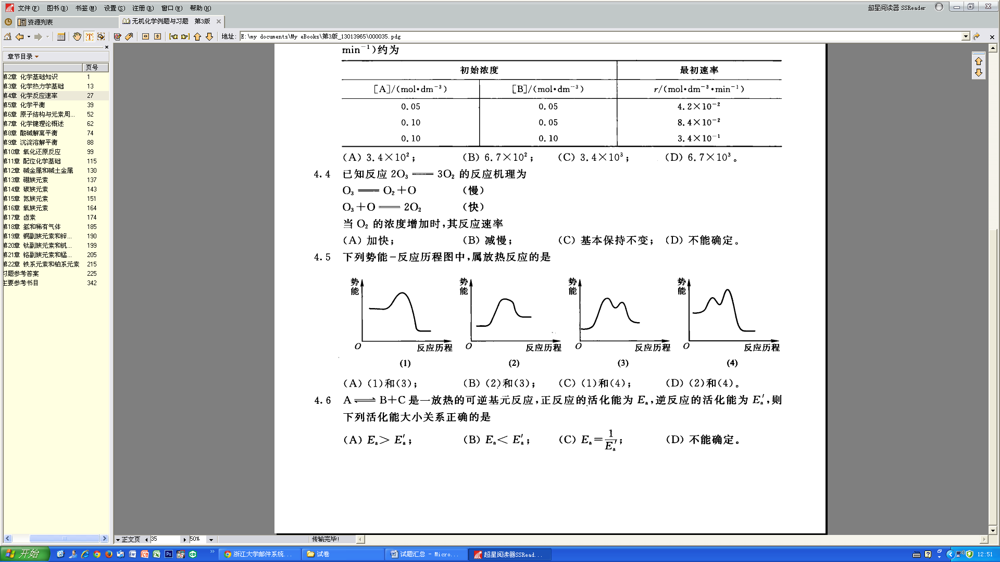 文件(F) 图书(B) 书签(M) 设置(S) 注册(R) 窗口(W) 帮助(H) 超星阅读器 SSReader
资源列表 无机化学例题与习题 第3版
地址: E:\my documents\My eBooks\第3版_13013965\000035.pdg
章节目录
页号
第2章 化学基础知识 1
第3章 化学热力学基础 13
第4章 化学反应速率 27
第5章 化学平衡 39
第6章 原子结构与元素周... 52
第7章 化学键理论概述 62
第8章 酸碱解离平衡 74
第9章 沉淀溶解平衡 88
第10章 氧化还原反应 99
第11章 配位化学基础 115
第12章 碱金属和碱土金属 130
第13章 硼族元素 137
第14章 碳族元素 143
第15章 氮族元素 151
第16章 氧族元素 164
第17章 卤素 174
第18章 氢和稀有气体 185
第19章 铜副族元素和锌... 190
第20章 钛副族元素和钒... 199
第21章 铬副族元素和锰... 205
第22章 铁系元素和铂系元素 215
习题参考答案 225
主要参考书目 342
min⁻¹)约为
初始浓度 最初速率
[A]/(mol·dm⁻³) [B]/(mol·dm⁻³) r/(mol·dm⁻³·min⁻¹)
0.05 0.05 4.2×10⁻²
0.10 0.05 8.4×10⁻²
0.10 0.10 3.4×10⁻¹
(A) 3.4×10²; (B) 6.7×10²; (C) 3.4×10³; (D) 6.7×10³。
4.4 已知反应 2O₃ ══ 3O₂ 的反应机理为
O₃ ══ O₂+O (慢)
O₃+O ══ 2O₂ (快)
当 O₂ 的浓度增加时,其反应速率
(A) 加快; (B) 减慢; (C) 基本保持不变; (D) 不能确定。
4.5 下列势能-反应历程图中,属放热反应的是
势能 势能 势能 势能
O 反应历程 O 反应历程 O 反应历程 O 反应历程
(1) (2) (3) (4)
(A) (1)和(3); (B) (2)和(3); (C) (1)和(4); (D) (2)和(4)。
4.6 A ⇌ B+C 是一放热的可逆基元反应,正反应的活化能为 Eₐ,逆反应的活化能为 Eₐ′,则
下列活化能大小关系正确的是
(A) Eₐ> Eₐ′; (B) Eₐ< Eₐ′; (C) Eₐ=1/Eₐ′; (D) 不能确定。
正文页 35 50% 传输完毕!
开始 浙江大学邮件系统... 试卷 试题汇总 - Micro... 超星阅读器SSRead... 12:51